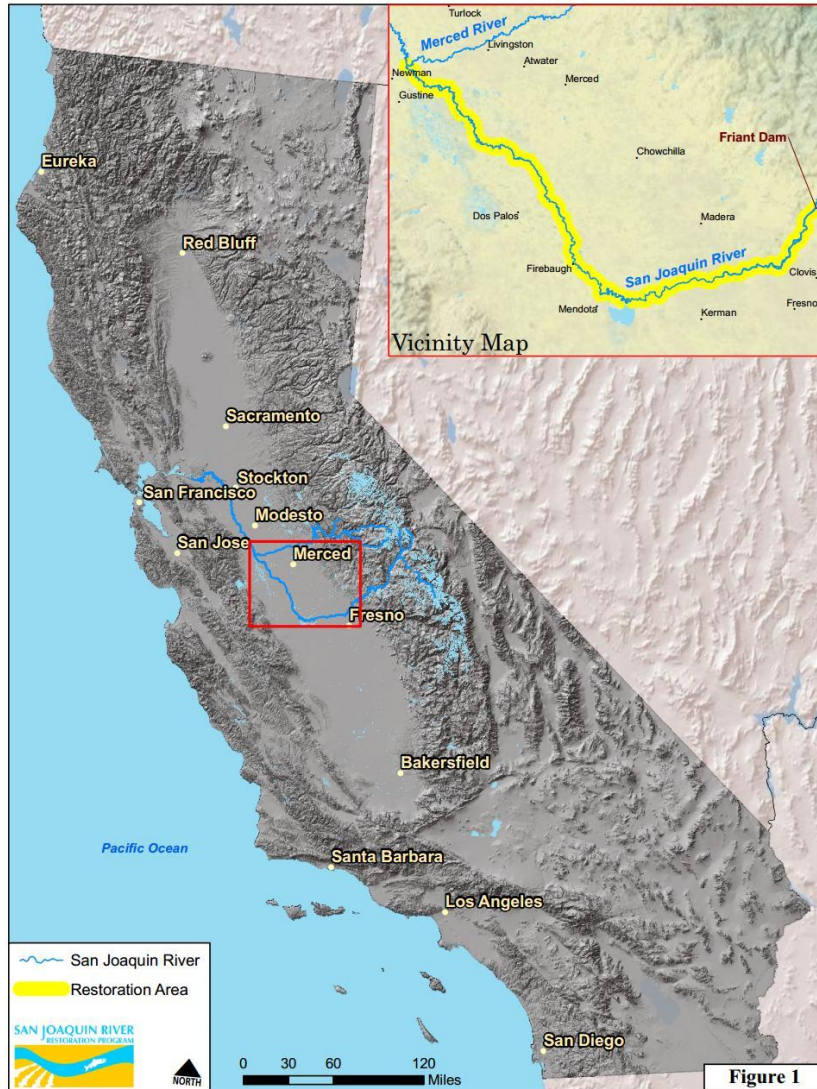 Eureka
Red Bluff
Sacramento
Stockton
San Francisco
Modesto
San Jose
Merced
Fresno
Bakersfield
Pacific Ocean
Santa Barbara
Los Angeles
San Diego
Turlock
Merced River
Livingston
Atwater
Newman
Merced
Gustine
Friant Dam
Chowchilla
Dos Palos
Madera
Firebaugh
San Joaquin River
Clovis
Mendota
Kerman
Fresno
Vicinity Map
San Joaquin River
Restoration Area
SAN JOAQUIN RIVER
RESTORATION PROGRAM
NORTH
0 30 60 120
Miles
Figure 1